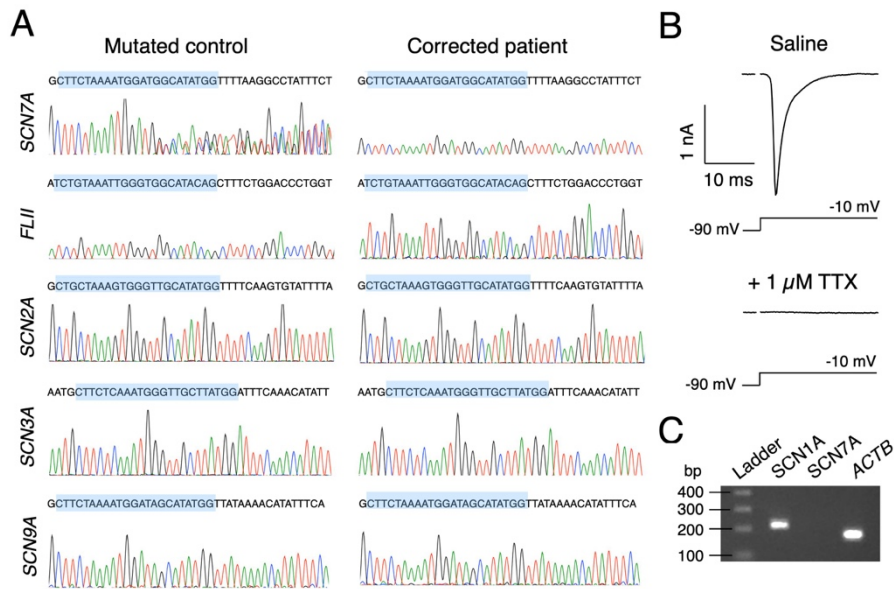 A
Mutated control Corrected patient
SCN7A
GCTTCTAAAATGGATGGCATATGGTTTTAAGGCCTATTTCT GCTTCTAAAATGGATGGCATATGGTTTTAAGGCCTATTTCT
FLII
ATCTGTAAATTGGGTGGCATACAGCTTTCTGGACCCTGGT ATCTGTAAATTGGGTGGCATACAGCTTTCTGGACCCTGGT
SCN2A
GCTGCTAAAGTGGGTTGCATATGGTTTTCAAGTGTATTTTA GCTGCTAAAGTGGGTTGCATATGGTTTTCAAGTGTATTTTA
SCN3A
AATGCTTCTCAAATGGGTTGCTTATGGATTTCAAACATATT AATGCTTCTCAAATGGGTTGCTTATGGATTTCAAACATATT
SCN9A
GCTTCTAAAATGGATAGCATATGGTTATAAAACATATTTCA GCTTCTAAAATGGATAGCATATGGTTATAAAACATATTTCA
B
Saline
1 nA
10 ms
-10 mV
-90 mV
+ 1 µM TTX
-10 mV
-90 mV
C
bp Ladder SCN1A SCN7A ACTB
400
300
200
100